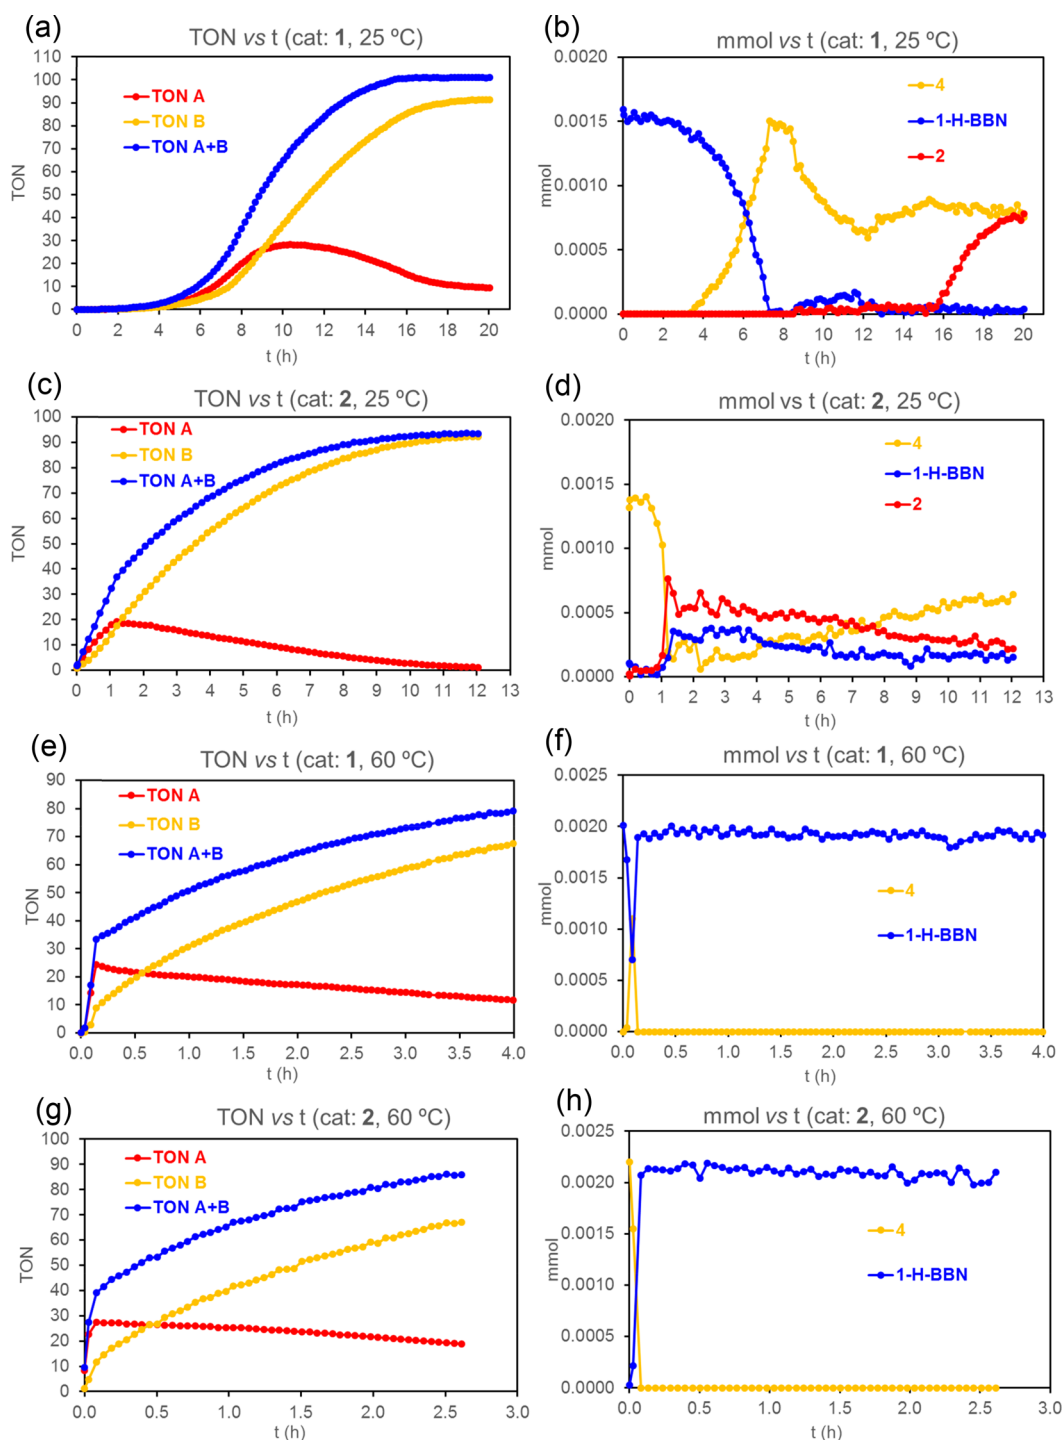 (a)
TON vs t (cat: 1, 25 ºC)
110
100
90
80
70
60
50
40
30
20
10
0
TON
TON A
TON B
TON A+B
0 2 4 6 8 10 12 14 16 18 20
t (h)
(b)
mmol vs t (cat: 1, 25 ºC)
0.0020
0.0015
0.0010
0.0005
0.0000
mmol
4
1-H-BBN
2
0 2 4 6 8 10 12 14 16 18 20
t (h)
(c)
TON vs t (cat: 2, 25 ºC)
100
90
80
70
60
50
40
30
20
10
0
TON
TON A
TON B
TON A+B
0 1 2 3 4 5 6 7 8 9 10 11 12 13
t (h)
(d)
mmol vs t (cat: 2, 25 ºC)
0.0020
0.0015
0.0010
0.0005
0.0000
mmol
4
1-H-BBN
2
0 1 2 3 4 5 6 7 8 9 10 11 12 13
t (h)
(e)
TON vs t (cat: 1, 60 ºC)
90
80
70
60
50
40
30
20
10
0
TON
TON A
TON B
TON A+B
0.0 0.5 1.0 1.5 2.0 2.5 3.0 3.5 4.0
t (h)
(f)
mmol vs t (cat: 1, 60 ºC)
0.0025
0.0020
0.0015
0.0010
0.0005
0.0000
mmol
4
1-H-BBN
0.0 0.5 1.0 1.5 2.0 2.5 3.0 3.5 4.0
t (h)
(g)
TON vs t (cat: 2, 60 ºC)
100
90
80
70
60
50
40
30
20
10
0
TON
TON A
TON B
TON A+B
0.0 0.5 1.0 1.5 2.0 2.5 3.0
t (h)
(h)
mmol vs t (cat: 2, 60 ºC)
0.0025
0.0020
0.0015
0.0010
0.0005
0.0000
mmol
4
1-H-BBN
0.0 0.5 1.0 1.5 2.0 2.5 3.0
t (h)